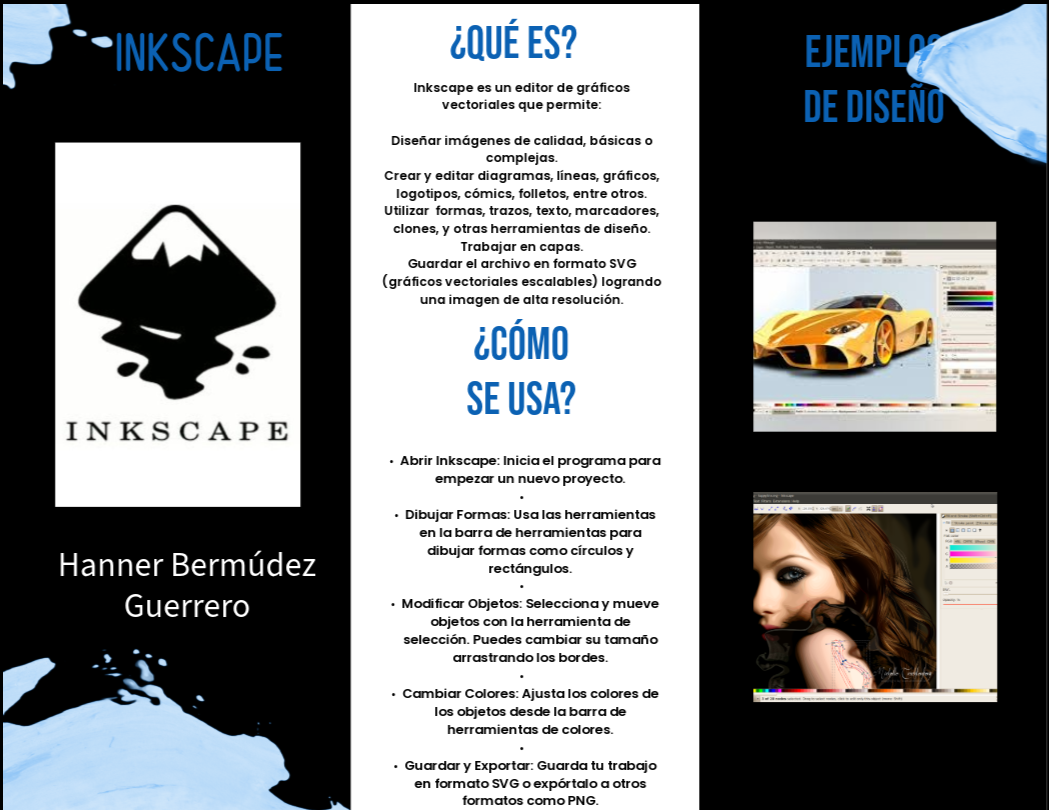 INKSCAPE
INKSCAPE
Hanner Bermúdez
Guerrero
¿QUÉ ES?
Inkscape es un editor de gráficos
vectoriales que permite:
Diseñar imágenes de calidad, básicas o
complejas.
Crear y editar diagramas, líneas, gráficos,
logotipos, cómics, folletos, entre otros.
Utilizar formas, trazos, texto, marcadores,
clones, y otras herramientas de diseño.
Trabajar en capas.
Guardar el archivo en formato SVG
(gráficos vectoriales escalables) logrando
una imagen de alta resolución.
¿CÓMO
SE USA?
• Abrir Inkscape: Inicia el programa para
empezar un nuevo proyecto.
•
• Dibujar Formas: Usa las herramientas
en la barra de herramientas para
dibujar formas como círculos y
rectángulos.
•
• Modificar Objetos: Selecciona y mueve
objetos con la herramienta de
selección. Puedes cambiar su tamaño
arrastrando los bordes.
•
• Cambiar Colores: Ajusta los colores de
los objetos desde la barra de
herramientas de colores.
•
• Guardar y Exportar: Guarda tu trabajo
en formato SVG o expórtalo a otros
formatos como PNG.
EJEMPLOS
DE DISEÑO